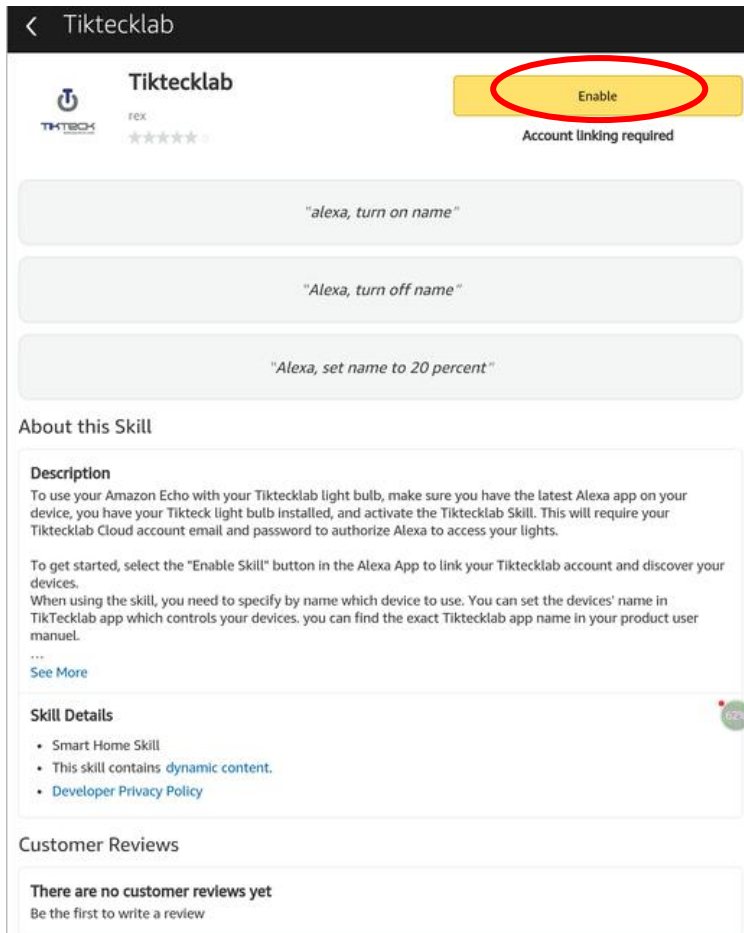 Tiktecklab
Tiktecklab
Enable
rex
TIKTECK
Account linking required
"alexa, turn on name"
"Alexa, turn off name"
"Alexa, set name to 20 percent"
About this Skill
Description
To use your Amazon Echo with your Tiktecklab light bulb, make sure you have the latest Alexa app on your
device, you have your Tikteck light bulb installed, and activate the Tiktecklab Skill. This will require your
Tiktecklab Cloud account email and password to authorize Alexa to access your lights.
To get started, select the "Enable Skill" button in the Alexa App to link your Tiktecklab account and discover your
devices.
When using the skill, you need to specify by name which device to use. You can set the devices' name in
TikTecklab app which controls your devices. you can find the exact Tiktecklab app name in your product user
manuel.
...
See More
Skill Details
62%
• Smart Home Skill
• This skill contains dynamic content.
• Developer Privacy Policy
Customer Reviews
There are no customer reviews yet
Be the first to write a review